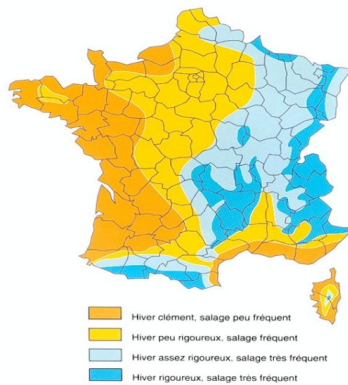 Hiver clément, salage peu fréquent
Hiver peu rigoureux, salage fréquent
Hiver assez rigoureux, salage très fréquent
Hiver rigoureux, salage très fréquent